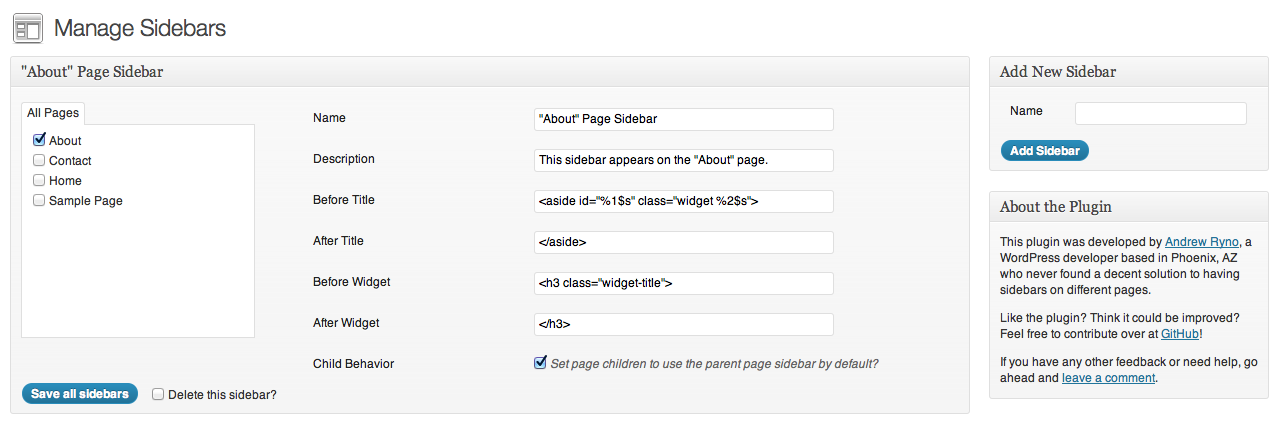 Manage Sidebars
"About" Page Sidebar
All Pages
About
Contact
Home
Sample Page
Name
"About" Page Sidebar
Description
This sidebar appears on the "About" page.
Before Title
<aside id="%1$s" class="widget %2$s">
After Title
</aside>
Before Widget
<h3 class="widget-title">
After Widget
</h3>
Child Behavior
Set page children to use the parent page sidebar by default?
Save all sidebars
Delete this sidebar?
Add New Sidebar
Name
Add Sidebar
About the Plugin
This plugin was developed by Andrew Ryno, a
WordPress developer based in Phoenix, AZ
who never found a decent solution to having
sidebars on different pages.
Like the plugin? Think it could be improved?
Feel free to contribute over at GitHub!
If you have any other feedback or need help, go
ahead and leave a comment.